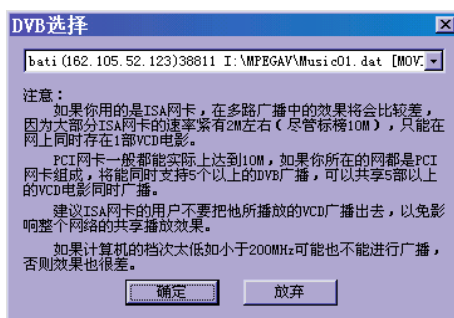 DVB选择
bati(162.105.52.123)38811 I:\MPEGAV\Music01.dat [MOV
注意:
如果你用的是ISA网卡,在多路广播中的效果将会比较差,
因为大部分ISA网卡的速率紧有2M左右(尽管标榜10M),只能在
网上同时存在1部VCD电影。
PCI网卡一般都能实际上达到10M,如果你所在的网都是PCI
网卡组成,将能同时支持5个以上的DVB广播,可以共享5部以上
的VCD电影同时广播。
建议ISA网卡的用户不要把他所播放的VCD广播出去,以免影
响整个网络的共享播放效果。
如果计算机的档次太低如小于200MHz可能也不能进行广播,
否则效果也很差。
确定
放弃